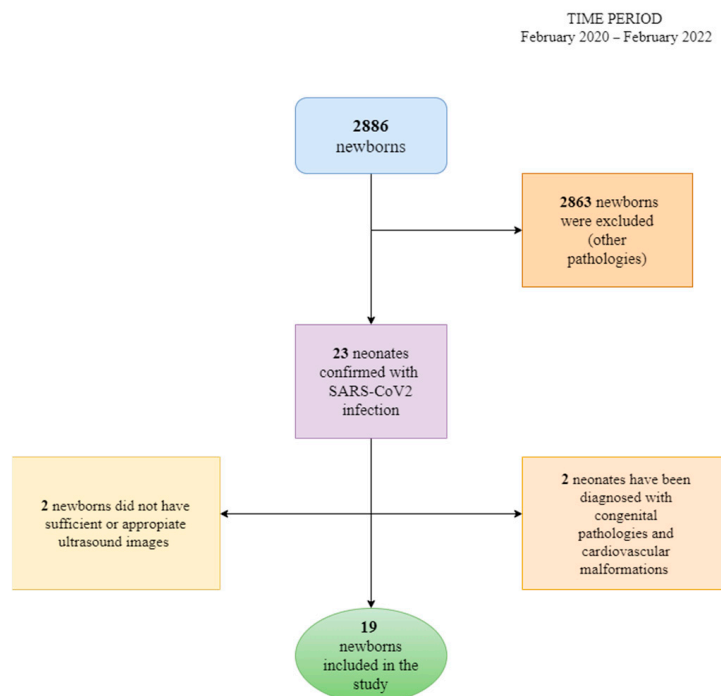 TIME PERIOD
February 2020 – February 2022
2886
newborns
2863 newborns
were excluded
(other
pathologies)
23 neonates
confirmed with
SARS-CoV2
infection
2 newborns did not have
sufficient or appropiate
ultrasound images
2 neonates have been
diagnosed with
congenital
pathologies and
cardiovascular
malformations
19
newborns
included in the
study